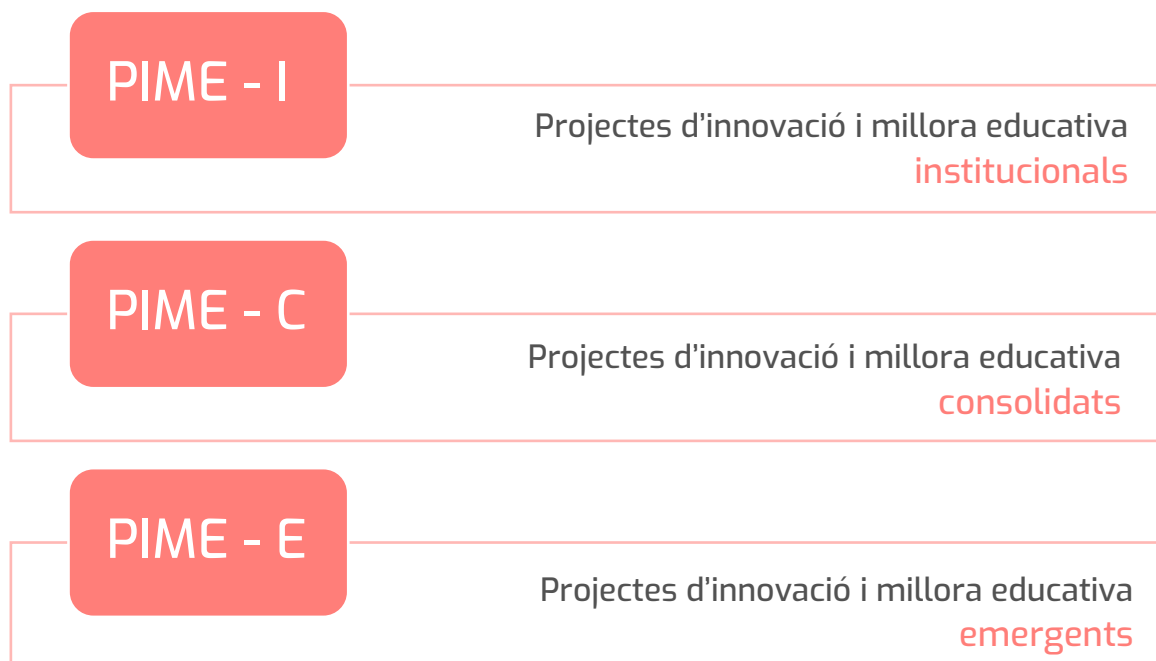 PIME - I
Projectes d’innovació i millora educativa
institucionals
PIME - C
Projectes d’innovació i millora educativa
consolidats
PIME - E
Projectes d’innovació i millora educativa
emergents